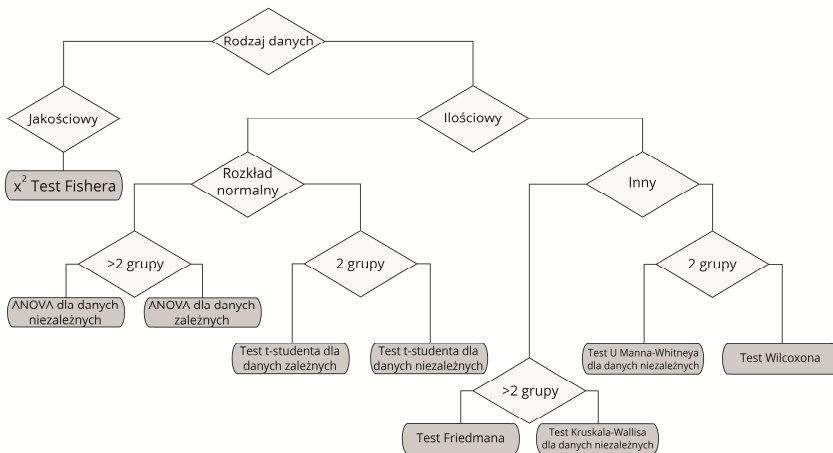 Rodzaj danych
Jakościowy
Ilościowy
x² Test Fishera
Rozkład
normalny
Inny
>2 grupy
2 grupy
2 grupy
ANOVA dla danych
niezależnych
ANOVA dla danych
zależnych
Test t-studenta dla
danych zależnych
Test t-studenta dla
danych niezależnych
Test U Manna-Whitneya
dla danych niezależnych
Test Wilcoxona
>2 grupy
Test Friedmana
Test Kruskala-Wallisa
dla danych niezależnych